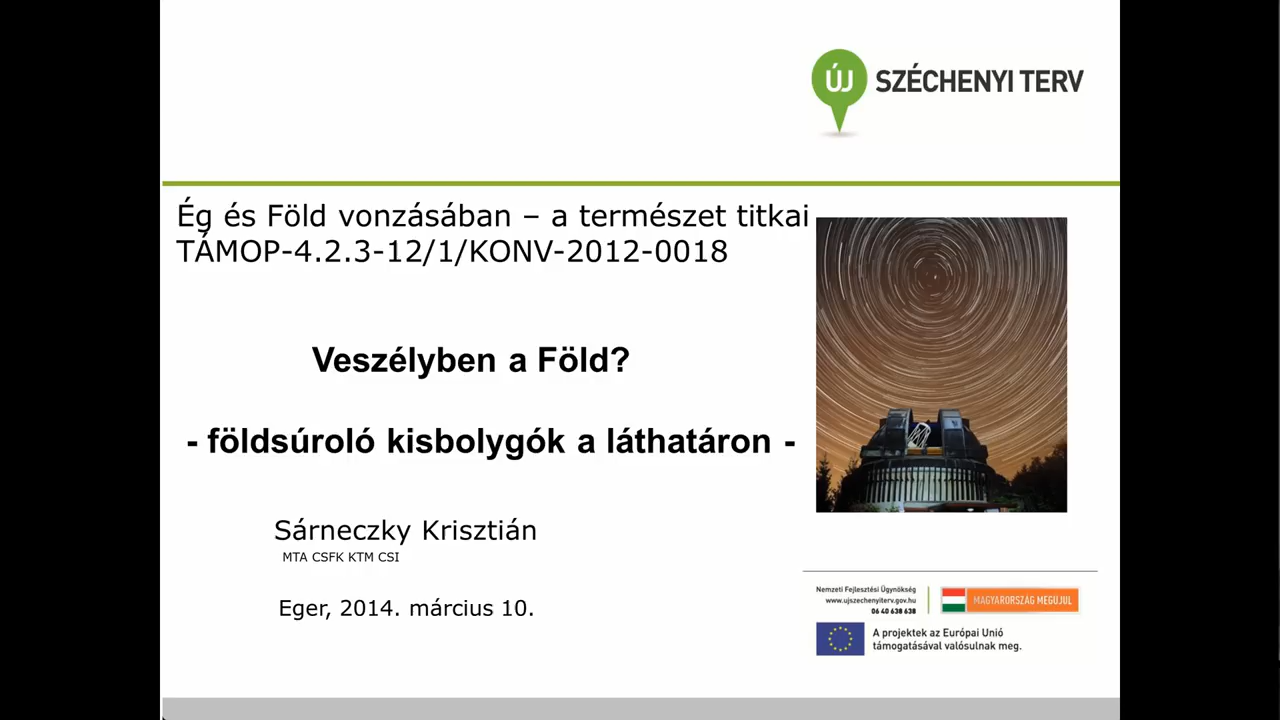 ÚJ SZÉCHENYI TERV
Ég és Föld vonzásában – a természet titkai
TÁMOP-4.2.3-12/1/KONV-2012-0018
Veszélyben a Föld?
- földsúroló kisbolygók a láthatáron -
Sárneczky Krisztián
MTA CSFK KTM CSI
Eger, 2014. március 10.
Nemzeti Fejlesztési Ügynökség
www.ujszechenyiterv.gov.hu
06 40 638 638
MAGYARORSZÁG MEGÚJUL
A projektek az Európai Unió
támogatásával valósulnak meg.